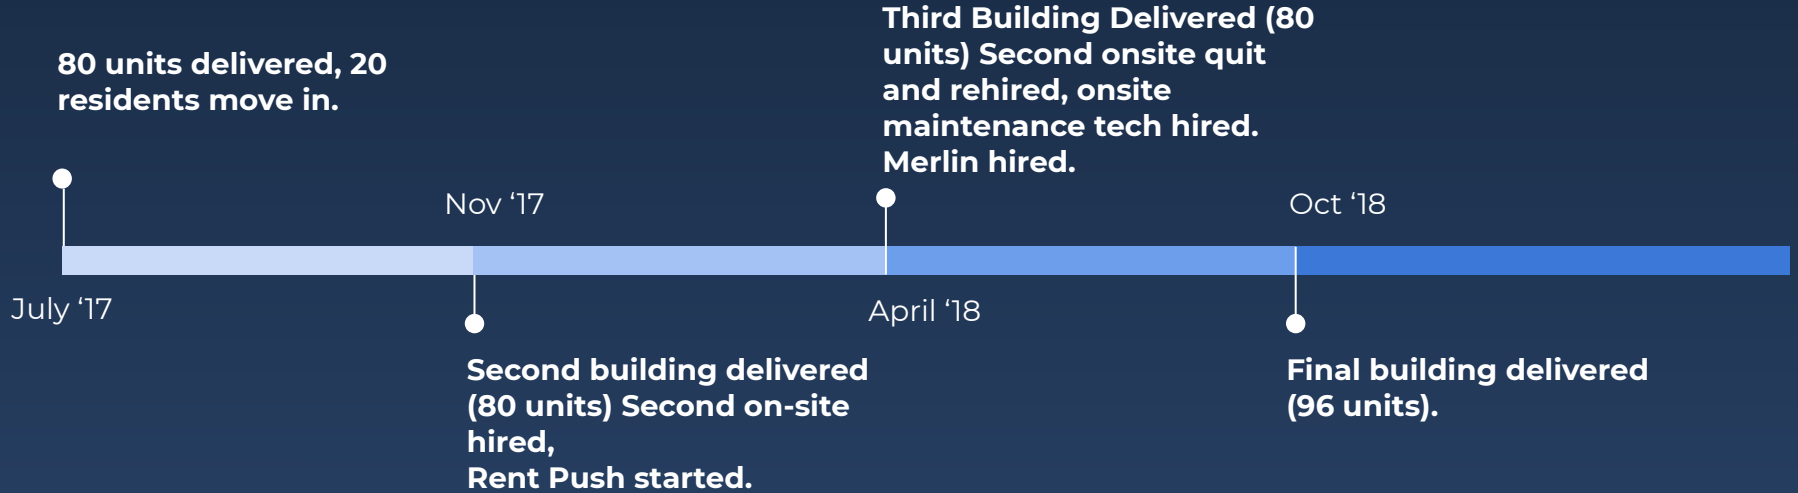 80 units delivered, 20
residents move in.
July ‘17
Nov ‘17
Second building delivered
(80 units) Second on-site
hired,
Rent Push started.
Third Building Delivered (80
units) Second onsite quit
and rehired, onsite
maintenance tech hired.
Merlin hired.
April ‘18
Oct ‘18
Final building delivered
(96 units).